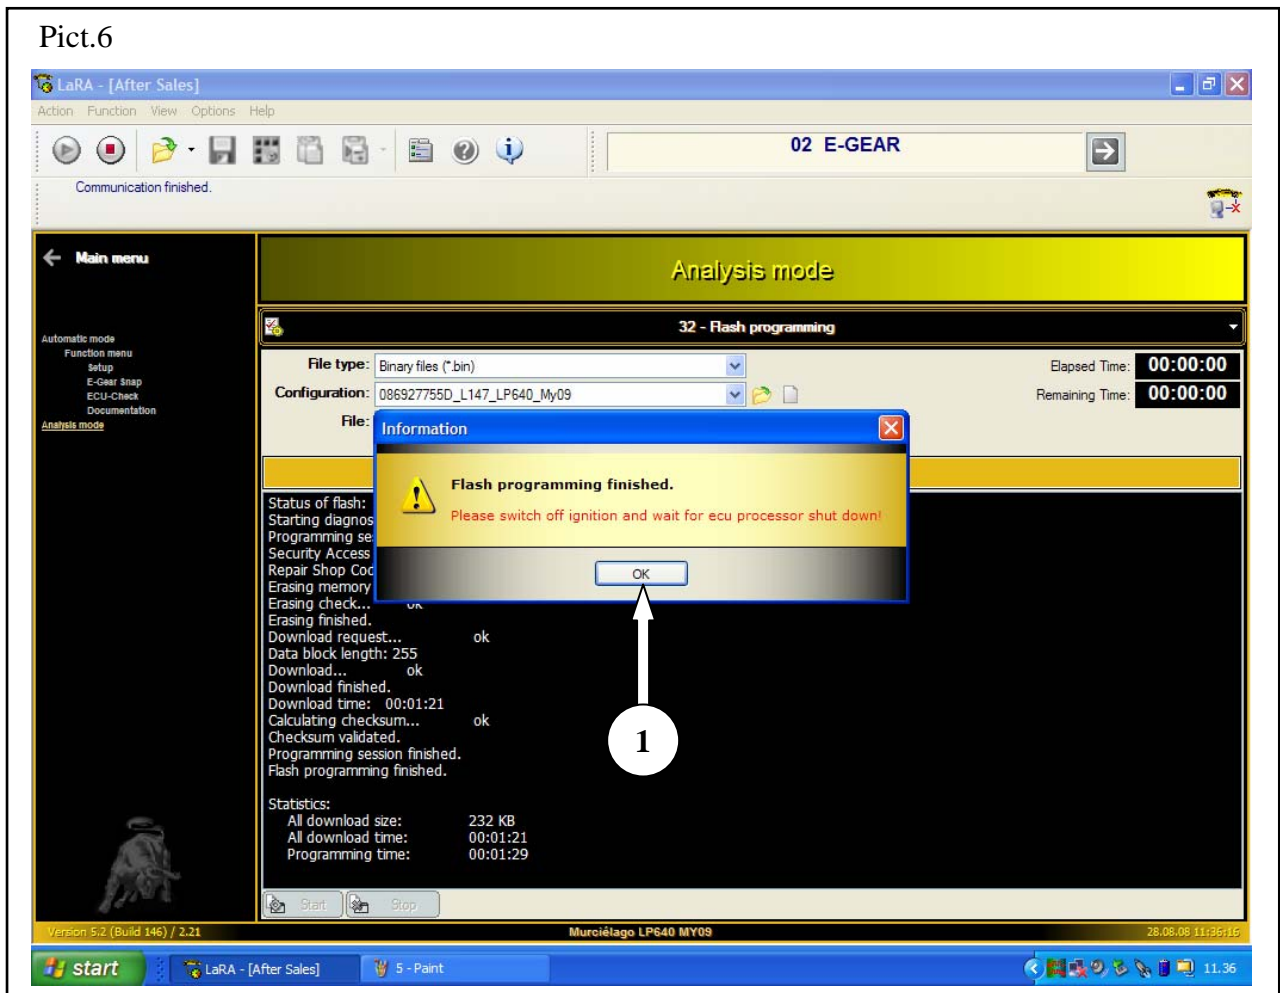 Pict.6
LaRA - [After Sales]
Action Function View Options Help
02 E-GEAR
Communication finished.
Main menu
Analysis mode
Automatic mode
Function menu
Setup
E-Gear Snap
ECU-Check
Documentation
Analysis mode
32 - Flash programming
File type: Binary files (*.bin)
Elapsed Time: 00:00:00
Configuration: 086927755D_L147_LP640_My09
Remaining Time: 00:00:00
File:
Information
Flash programming finished.
Please switch off ignition and wait for ecu processor shut down!
OK
Status of flash:
Starting diagnos
Programming se
Security Access
Repair Shop Cod
Erasing memory
Erasing check... ok
Erasing finished.
Download request... ok
Data block length: 255
Download... ok
Download finished.
Download time: 00:01:21
Calculating checksum... ok
Checksum validated.
Programming session finished.
Flash programming finished.
1
Statistics:
All download size: 232 KB
All download time: 00:01:21
Programming time: 00:01:29
Start Stop
Version 5.2 (Build 146) / 2.21
Murciélago LP640 MY09
28.08.08 11:36:16
start
LaRA - [After Sales]
5 - Paint
11.36